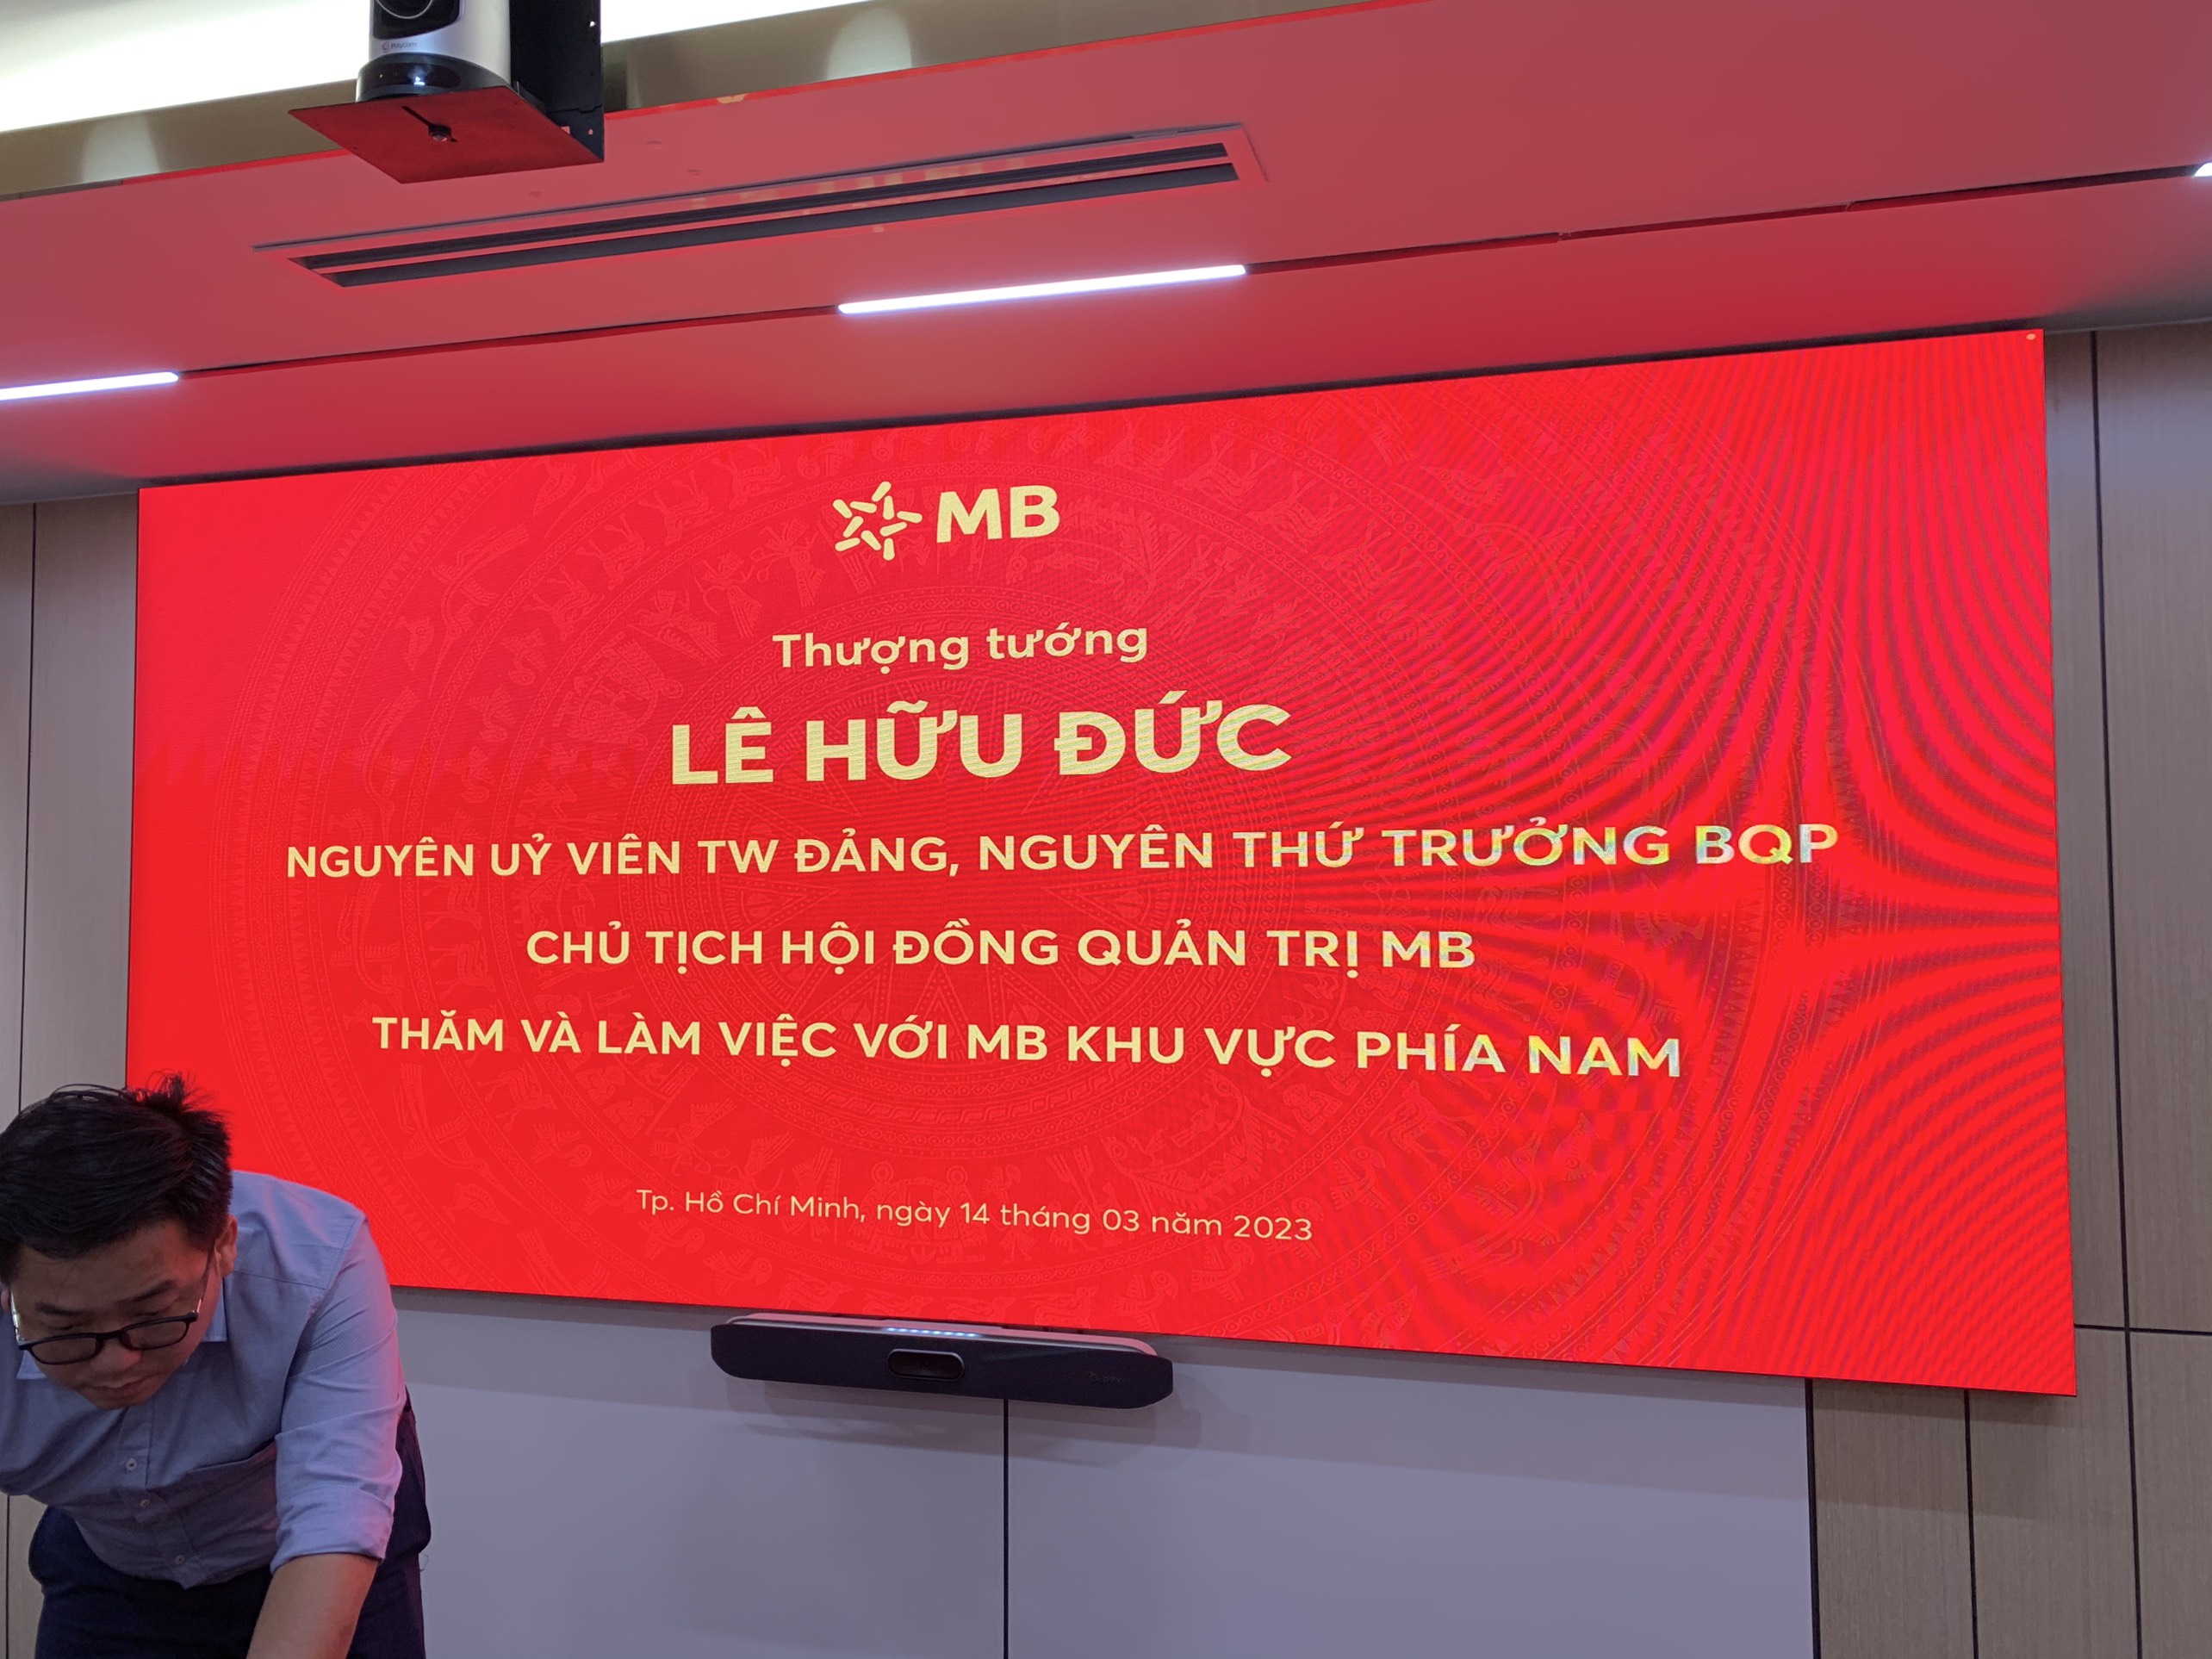 Polycom
MB
Thượng tướng
LÊ HỮU ĐỨC
NGUYÊN UỶ VIÊN TW ĐẢNG, NGUYÊN THỨ TRƯỞNG BQP
CHỦ TỊCH HỘI ĐỒNG QUẢN TRỊ MB
THĂM VÀ LÀM VIỆC VỚI MB KHU VỰC PHÍA NAM
Tp. Hồ Chí Minh, ngày 14 tháng 03 năm 2023